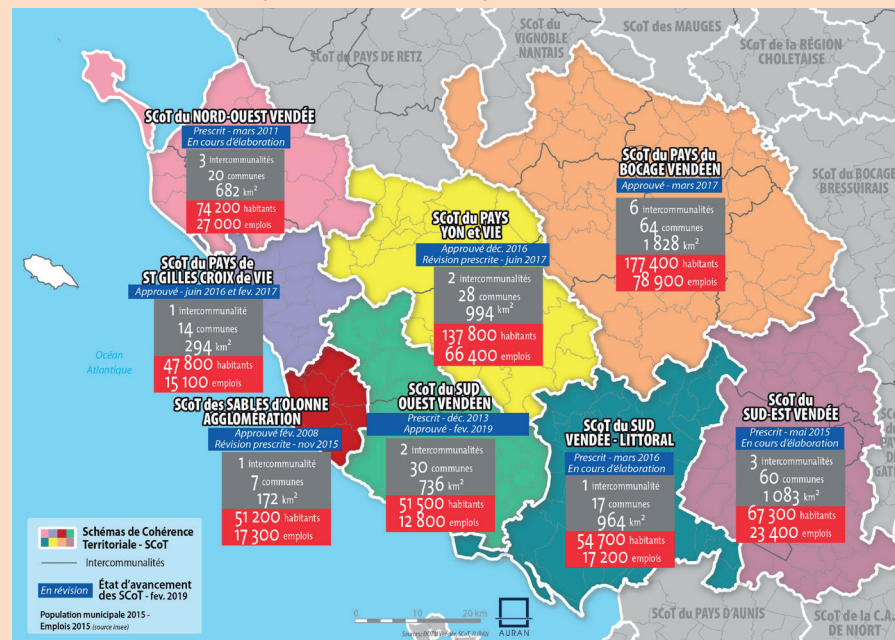 SCoT du PAYS DE RETZ
SCoT du
VIGNOBLE
NANTAIS
SCoT des MAUGES
SCoT de la RÉGION
CHOLETAISE
SCoT du NORD-OUEST VENDÉE
Prescrit - mars 2011
En cours d'élaboration
3 intercommunalités
20 communes
682 km²
74 200 habitants
27 000 emplois
SCoT du PAYS du
BOCAGE VENDÉEN
Approuvé - mars 2017
6 intercommunalités
64 communes
1 828 km²
177 400 habitants
78 900 emplois
SCoT du BOCAGE
BRESSUIRAIS
SCoT du PAYS
YON et VIE
Approuvé déc. 2016
Révision prescrite - juin 2017
2 intercommunalités
28 communes
994 km²
137 800 habitants
66 400 emplois
SCoT du PAYS de
ST GILLES CROIX de VIE
Approuvé - juin 2016 et fev. 2017
1 intercommunalité
14 communes
294 km²
47 800 habitants
15 100 emplois
Océan
Atlantique
SCoT des SABLES d'OLONNE
AGGLOMÉRATION
Approuvé fév. 2008
Révision prescrite - nov 2015
1 intercommunalité
7 communes
172 km²
51 200 habitants
17 300 emplois
SCoT du SUD
OUEST VENDÉEN
Prescrit - déc. 2013
Approuvé - fev. 2019
2 intercommunalités
30 communes
736 km²
51 500 habitants
12 800 emplois
SCoT du SUD
VENDÉE - LITTORAL
Prescrit - mars 2016
En cours d'élaboration
1 intercommunalité
17 communes
964 km²
54 700 habitants
17 200 emplois
SCoT du
SUD-EST VENDÉE
Prescrit - mai 2015
En cours d'élaboration
3 intercommunalités
60 communes
1 083 km²
67 300 habitants
23 400 emplois
Schémas de Cohérence
Territoriale - SCoT
Intercommunalités
En révision
État d'avancement
des SCoT - fev. 2019
Population municipale 2015 -
Emplois 2015 (source insee)
0 10 20 km
AURAN
SCoT du PAYS D'AUNIS
SCoT de la C.A.
DE NIORT